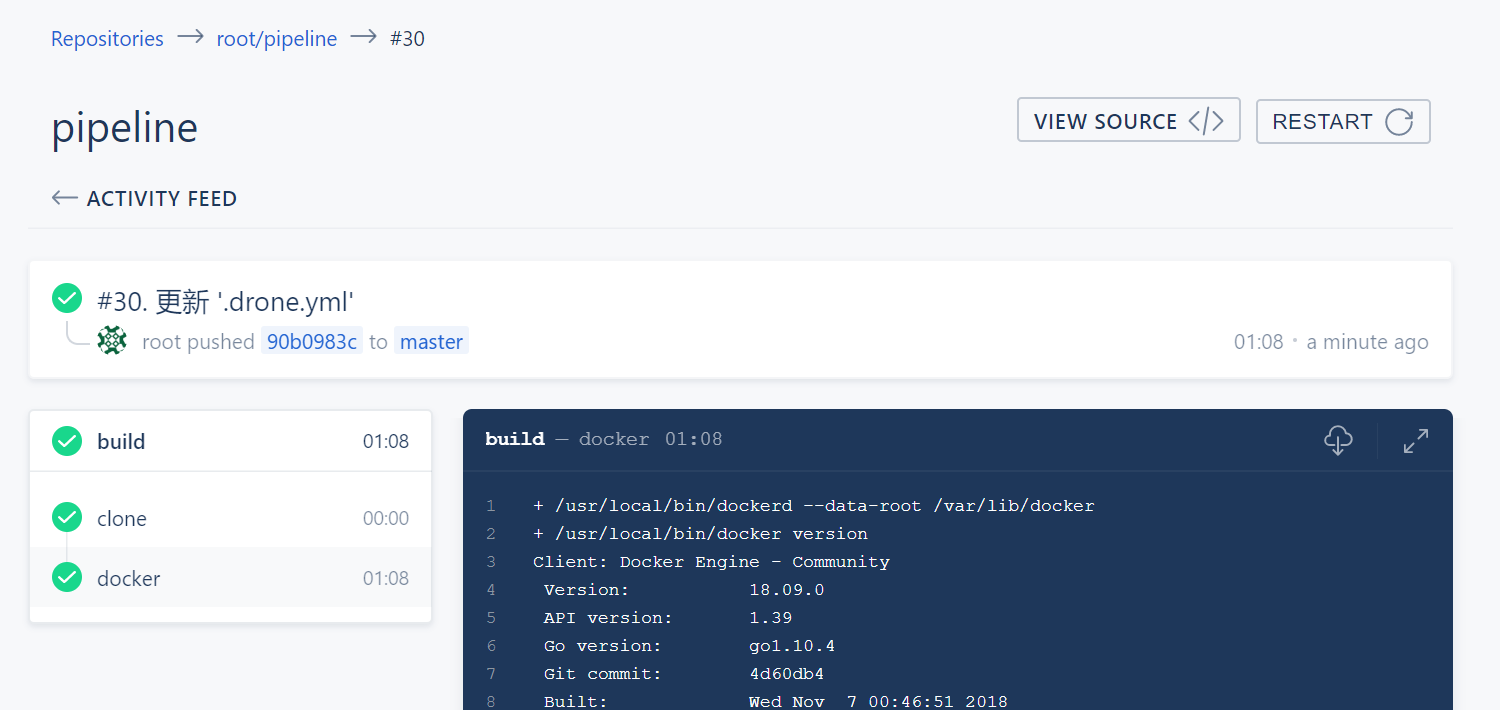 Repositories → root/pipeline → #30
pipeline
VIEW SOURCE </> RESTART
← ACTIVITY FEED
#30. 更新 '.drone.yml'
root pushed 90b0983c to master 01:08 • a minute ago
build 01:08
clone 00:00
docker 01:08
build — docker 01:08
1 + /usr/local/bin/dockerd --data-root /var/lib/docker
2 + /usr/local/bin/docker version
3 Client: Docker Engine - Community
4 Version: 18.09.0
5 API version: 1.39
6 Go version: go1.10.4
7 Git commit: 4d60db4
8 Built: Wed Nov 7 00:46:51 2018